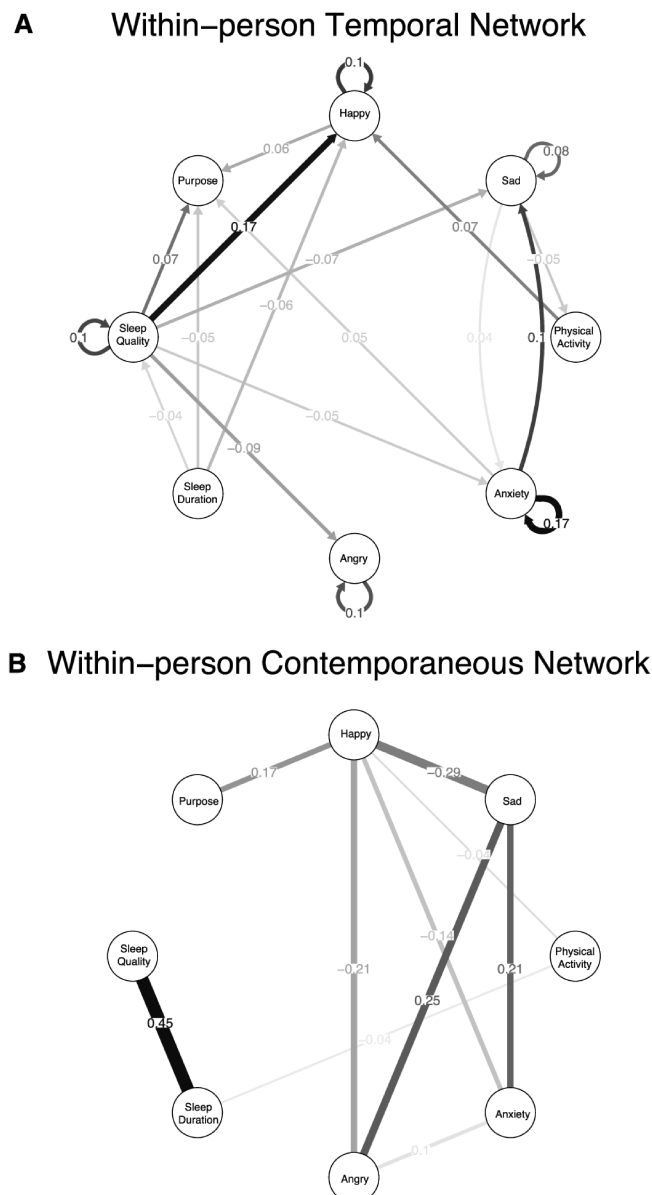 A Within−person Temporal Network
0.1
Happy
0.06
0.08
Purpose
Sad
0.17
0.07
0.07
−0.07
−0.05
−0.06
0.1
Sleep
Quality
−0.05
0.04
0.05
0.1
Physical
Activity
−0.04
−0.05
−0.09
Sleep
Duration
Anxiety
0.17
Angry
0.1
B Within−person Contemporaneous Network
Happy
0.17
−0.29
Purpose
Sad
−0.04
−0.14
Sleep
Quality
Physical
Activity
−0.21
0.21
0.25
0.45
−0.04
Sleep
Duration
Anxiety
0.1
Angry